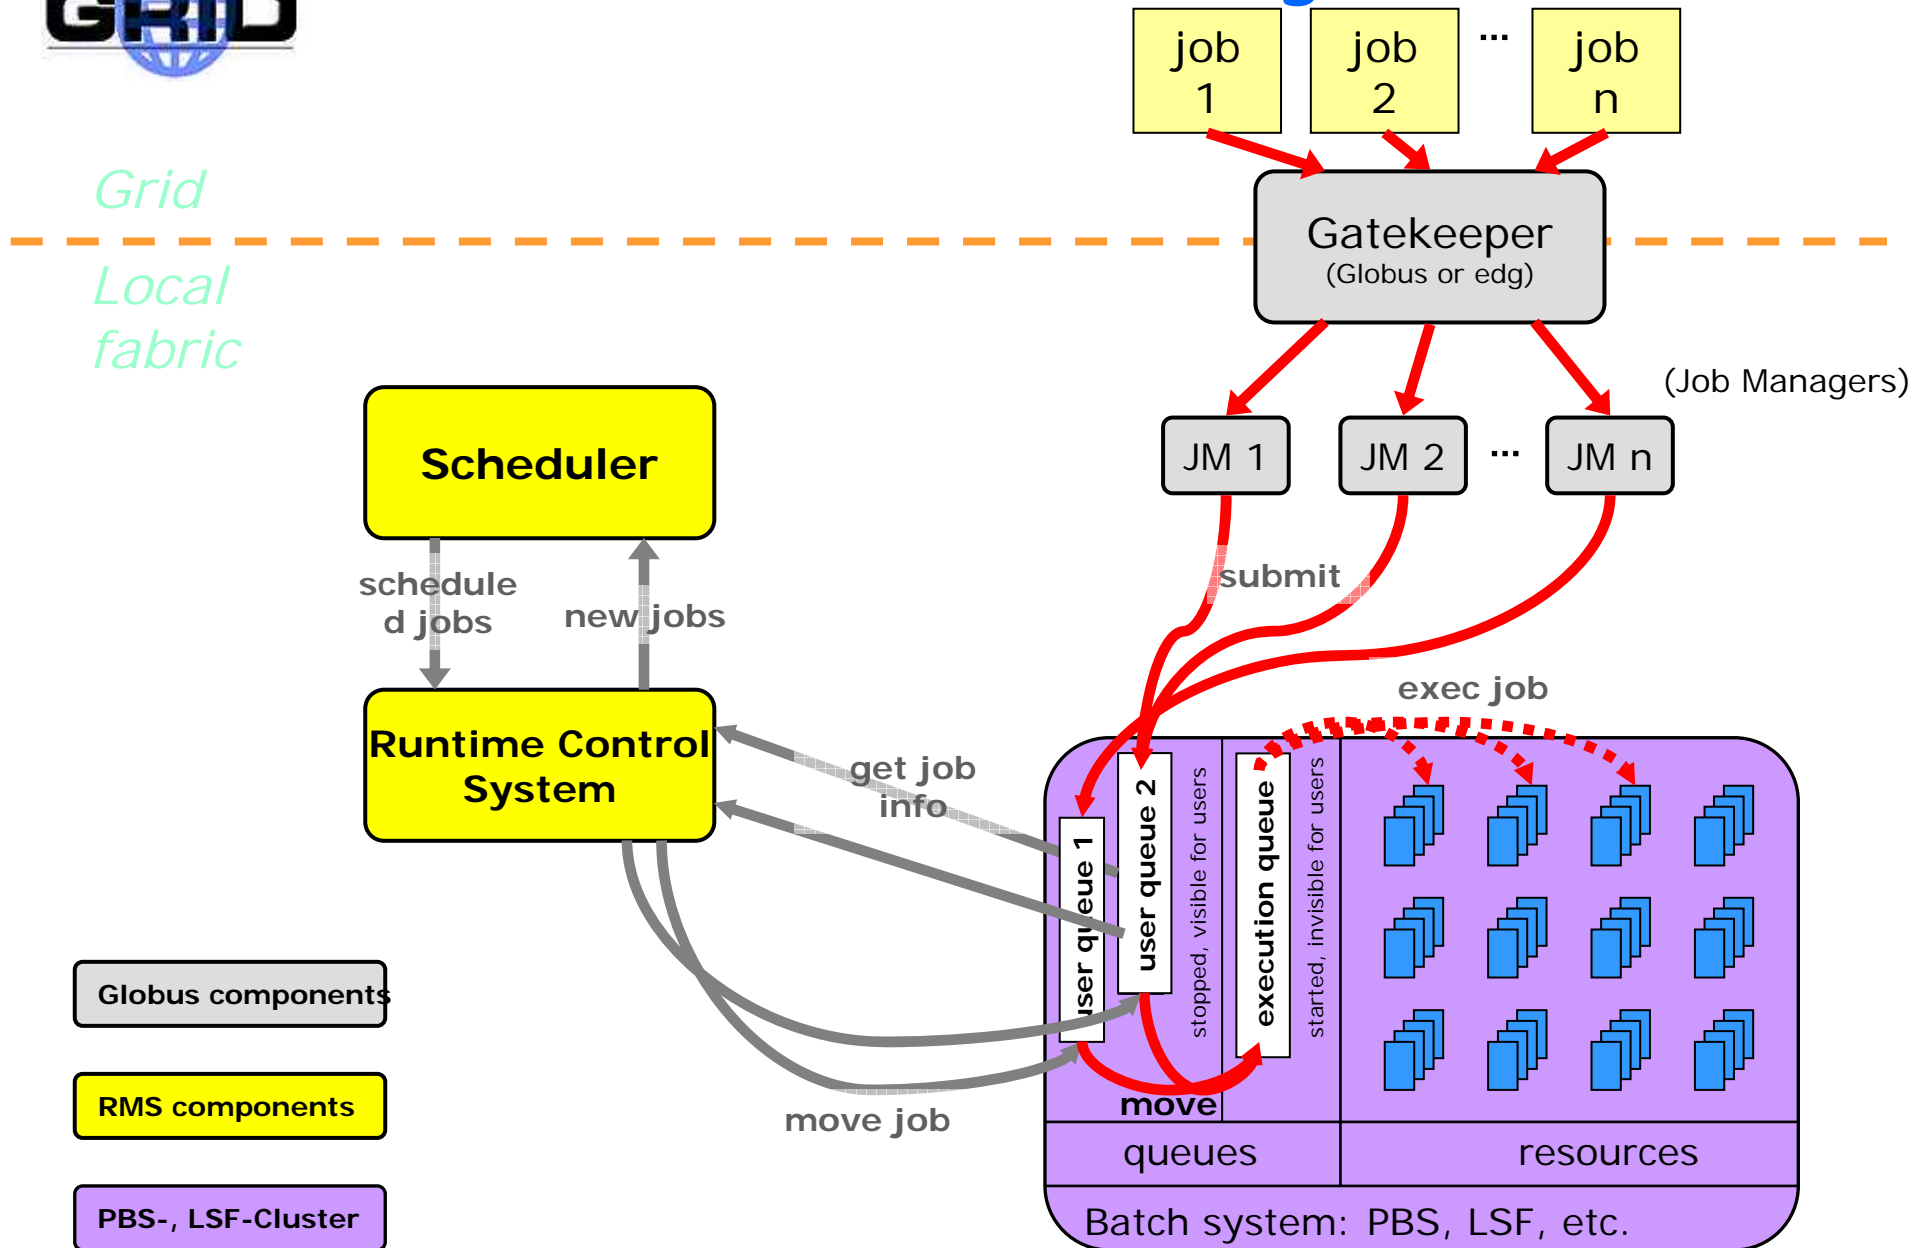 GRID
job
1
job
2
...
job
n
Grid
Gatekeeper
(Globus or edg)
Local
fabric
(Job Managers)
JM 1
JM 2
...
JM n
Scheduler
schedule
d jobs
new jobs
submit
exec job
Runtime Control
System
get job
info
user queue 1
user queue 2
stopped, visible for users
execution queue
started, invisible for users
move
move job
queues
resources
Batch system: PBS, LSF, etc.
Globus components
RMS components
PBS-, LSF-Cluster